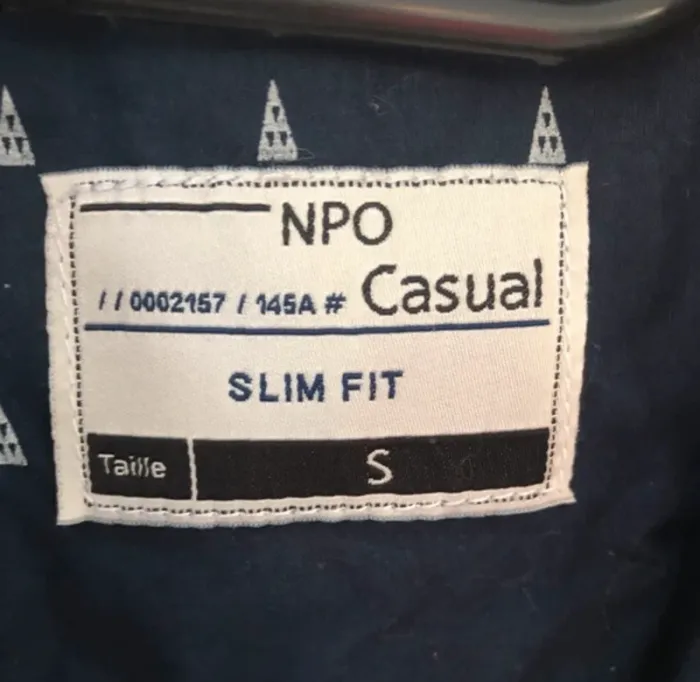 NPO
//0002157 / 145A # Casual
SLIM FIT
Taille S